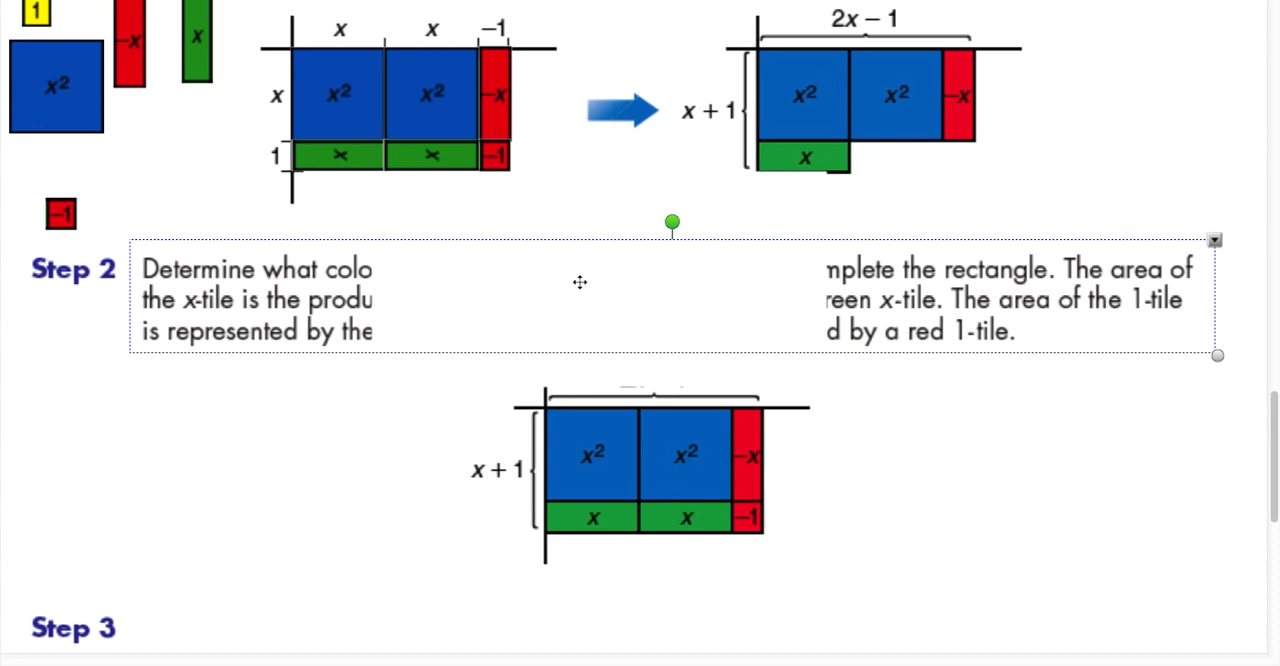 1
–x
x
x²
–1
x x –1
x
x² x² –x
1
x x –1
2x – 1
x + 1
x² x² –x
x
Step 2
Determine what colo
the x-tile is the produ
is represented by the
mplete the rectangle. The area of
reen x-tile. The area of the 1-tile
d by a red 1-tile.
x + 1
x² x² –x
x x –1
Step 3